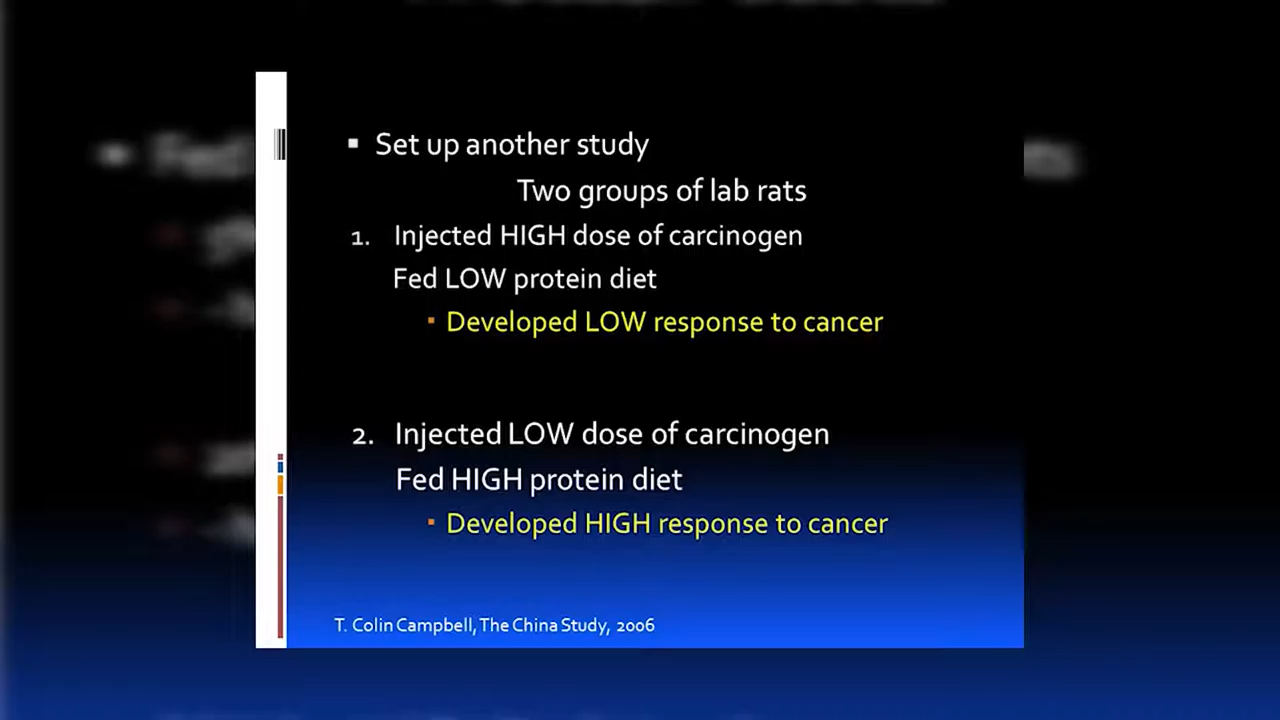 ▪ Set up another study
Two groups of lab rats
1. Injected HIGH dose of carcinogen
Fed LOW protein diet
▪ Developed LOW response to cancer
2. Injected LOW dose of carcinogen
Fed HIGH protein diet
▪ Developed HIGH response to cancer
T. Colin Campbell, The China Study, 2006